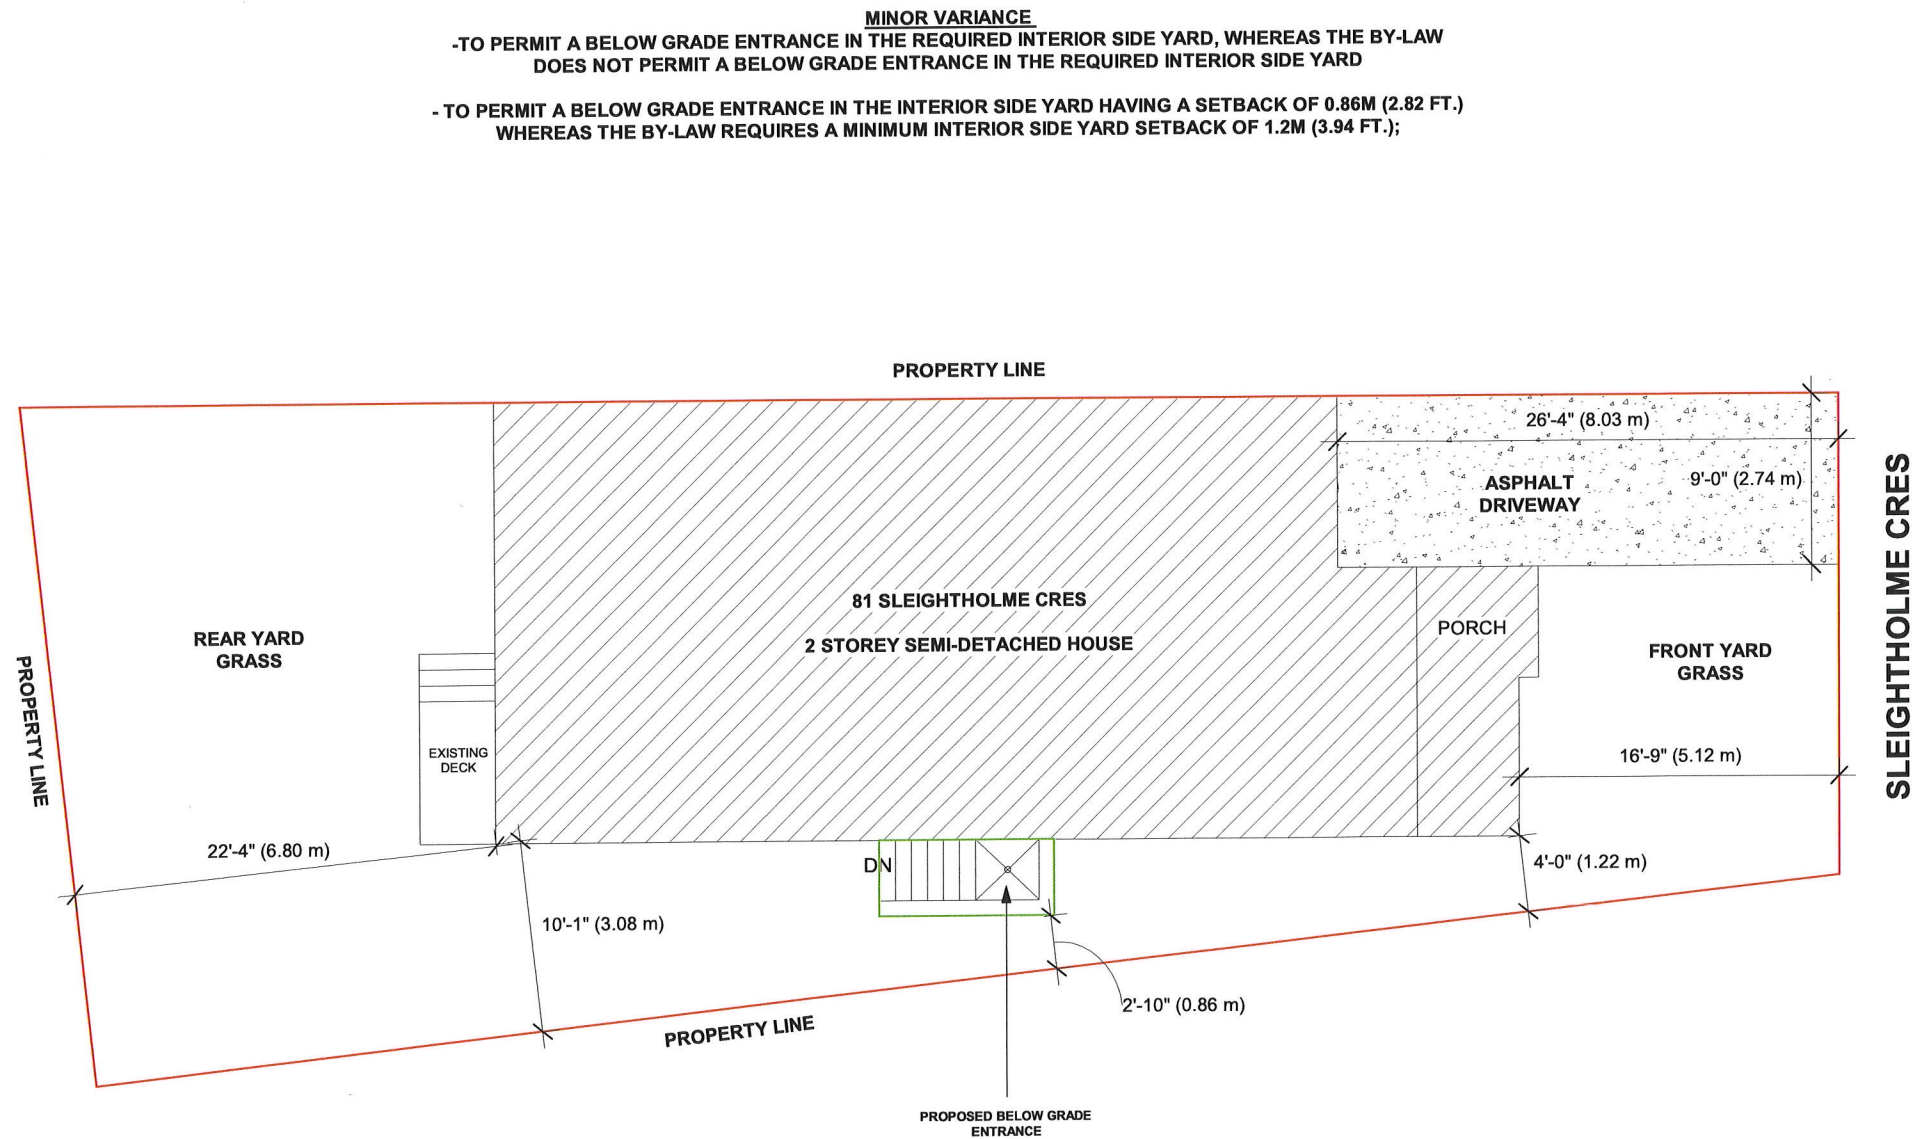 MINOR VARIANCE
-TO PERMIT A BELOW GRADE ENTRANCE IN THE REQUIRED INTERIOR SIDE YARD, WHEREAS THE BY-LAW
DOES NOT PERMIT A BELOW GRADE ENTRANCE IN THE REQUIRED INTERIOR SIDE YARD
- TO PERMIT A BELOW GRADE ENTRANCE IN THE INTERIOR SIDE YARD HAVING A SETBACK OF 0.86M (2.82 FT.)
WHEREAS THE BY-LAW REQUIRES A MINIMUM INTERIOR SIDE YARD SETBACK OF 1.2M (3.94 FT.);
PROPERTY LINE
26'-4" (8.03 m)
9'-0" (2.74 m)
ASPHALT
DRIVEWAY
SLEIGHTHOLME CRES
81 SLEIGHTHOLME CRES
2 STOREY SEMI-DETACHED HOUSE
PORCH
REAR YARD
GRASS
FRONT YARD
GRASS
PROPERTY LINE
EXISTING
DECK
16'-9" (5.12 m)
22'-4" (6.80 m)
DN
4'-0" (1.22 m)
10'-1" (3.08 m)
2'-10" (0.86 m)
PROPERTY LINE
PROPOSED BELOW GRADE
ENTRANCE